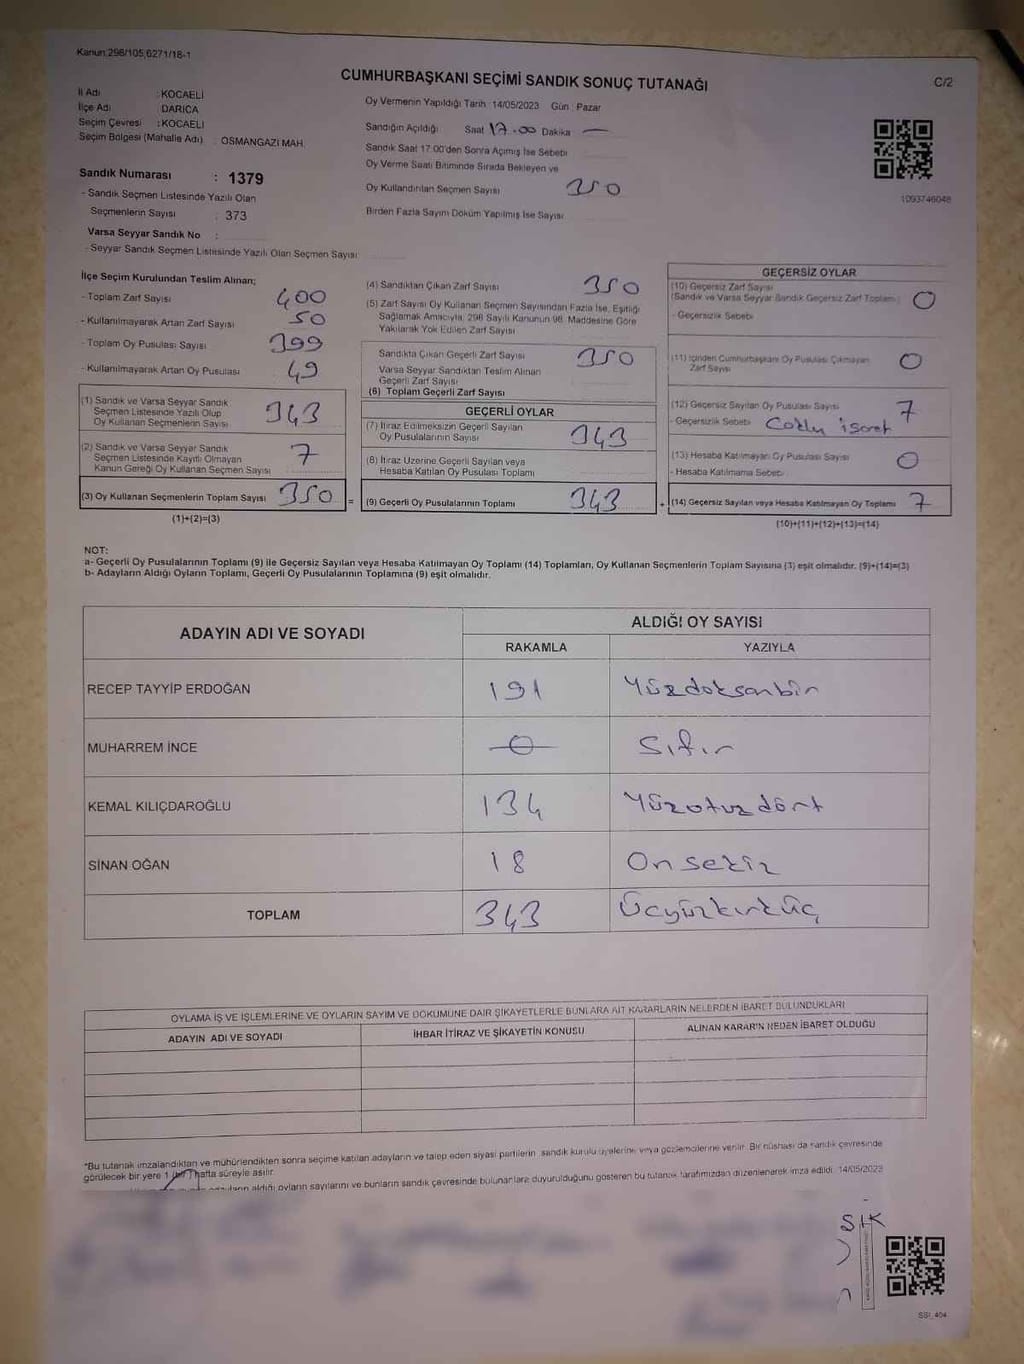 Kanun:298/105,6271/18-1
CUMHURBAŞKANI SEÇİMİ SANDIK SONUÇ TUTANAĞI
C/2
İl Adı : KOCAELİ
İlçe Adı : DARICA
Seçim Çevresi : KOCAELİ
Seçim Bölgesi (Mahalle Adı) : OSMANGAZİ MAH.
Sandık Numarası : 1379
- Sandık Seçmen Listesinde Yazılı Olan
Seçmenlerin Sayısı : 373
Varsa Seyyar Sandık No :
- Seyyar Sandık Seçmen Listesinde Yazılı Olan Seçmen Sayısı
Oy Vermenin Yapıldığı Tarih : 14/05/2023 Gün : Pazar
Sandığın Açıldığı Saat 17.00 Dakika —
Sandık Saat 17:00'den Sonra Açımış İse Sebebi
Oy Verme Saati Bitiminde Sırada Bekleyen ve
Oy Kullandırılan Seçmen Sayısı 350
Birden Fazla Sayım Döküm Yapılmış İse Sayısı
1093746048
İlçe Seçim Kurulundan Teslim Alınan;
- Toplam Zarf Sayısı 400
- Kullanılmayarak Artan Zarf Sayısı 50
- Toplam Oy Pusulası Sayısı 399
- Kullanılmayarak Artan Oy Pusulası 49
(1) Sandık ve Varsa Seyyar Sandık
Seçmen Listesinde Yazılı Olup
Oy Kullanan Seçmenlerin Sayısı 343
(2) Sandık ve Varsa Seyyar Sandık
Seçmen Listesinde Kayıtlı Olmayan
Kanun Gereği Oy Kullanan Seçmen Sayısı 7
(3) Oy Kullanan Seçmenlerin Toplam Sayısı 350 =
(1)+(2)=(3)
(4) Sandıktan Çıkan Zarf Sayısı 350
(5) Zarf Sayısı Oy Kullanan Seçmen Sayısından Fazla İse, Eşitliği
Sağlamak Amacıyla; 298 Sayılı Kanunun 98. Maddesine Göre
Yakılarak Yok Edilen Zarf Sayısı
Sandıkta Çıkan Geçerli Zarf Sayısı 350
Varsa Seyyar Sandıktan Teslim Alınan
Geçerli Zarf Sayısı
(6) Toplam Geçerli Zarf Sayısı
GEÇERLİ OYLAR
(7) İtiraz Edilmeksizin Geçerli Sayılan
Oy Pusulalarının Sayısı 343
(8) İtiraz Üzerine Geçerli Sayılan veya
Hesaba Katılan Oy Pusulası Toplamı
(9) Geçerli Oy Pusulalarının Toplamı 343 +
GEÇERSİZ OYLAR
(10) Geçersiz Zarf Sayısı
(Sandık ve Varsa Seyyar Sandık Geçersiz Zarf Toplamı) 0
- Geçersizlik Sebebi
(11) İçinden Cumhurbaşkanı Oy Pusulası Çıkmayan
Zarf Sayısı 0
(12) Geçersiz Sayılan Oy Pusulası Sayısı 7
- Geçersizlik Sebebi Coklu işaret
(13) Hesaba Katılmayan Oy Pusulası Sayısı 0
- Hesaba Katılmama Sebebi
(14) Geçersiz Sayılan veya Hesaba Katılmayan Oy Toplamı 7
(10)+(11)+(12)+(13)=(14)
NOT:
a- Geçerli Oy Pusulalarının Toplamı (9) ile Geçersiz Sayılan veya Hesaba Katılmayan Oy Toplamı (14) Toplamları, Oy Kullanan Seçmenlerin Toplam Sayısına (3) eşit olmalıdır. (9)+(14)=(3)
b- Adayların Aldığı Oyların Toplamı, Geçerli Oy Pusulalarının Toplamına (9) eşit olmalıdır.
ADAYIN ADI VE SOYADI
ALDIĞI OY SAYISI
RAKAMLA YAZIYLA
RECEP TAYYİP ERDOĞAN 191 Yüzdoksanbir
MUHARREM İNCE 0 Sıfır
KEMAL KILIÇDAROĞLU 134 Yüzotuzdört
SİNAN OĞAN 18 Onsekiz
TOPLAM 343 Üçyüzkırküç
OYLAMA İŞ VE İŞLEMLERİNE VE OYLARIN SAYIM VE DÖKÜMÜNE DAİR ŞİKAYETLERLE BUNLARA AİT KARARLARIN NELERDEN İBARET BULUNDUKLARI
ADAYIN ADI VE SOYADI
İHBAR İTİRAZ VE ŞİKAYETİN KONUSU
ALINAN KARARIN NEDEN İBARET OLDUĞU
*Bu tutanak imzalandıktan ve mühürlendikten sonra seçime katılan adayların ve talep eden siyasi partilerin sandık kurulu üyelerine veya gözlemcilerine verilir. Bir nüshası da sandık çevresinde
görülecek bir yere 1 (bir) hafta süreyle asılır.
aldığı oyların sayılarını ve bunların sandık çevresinde bulunanlara duyurulduğunu gösteren bu tutanak tarafımızdan düzenlenerek imza edildi. 14/05/2023
SSI_404